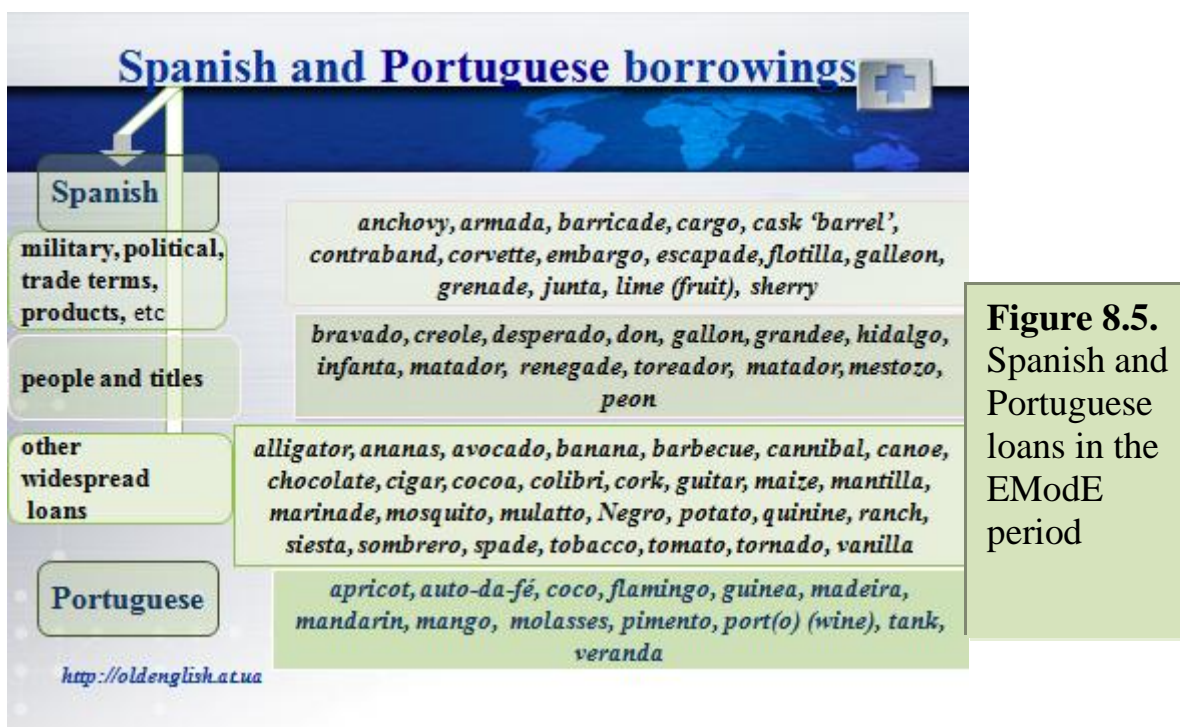 Spanish and Portuguese borrowings
Spanish
military, political,
trade terms,
products, etc
anchovy, armada, barricade, cargo, cask ‘barrel’,
contraband, corvette, embargo, escapade, flotilla, galleon,
grenade, junta, lime (fruit), sherry
people and titles
bravado, creole, desperado, don, gallon, grandee, hidalgo,
infanta, matador, renegade, toreador, matador, mestozo,
peon
other
widespread
loans
alligator, ananas, avocado, banana, barbecue, cannibal, canoe,
chocolate, cigar, cocoa, colibri, cork, guitar, maize, mantilla,
marinade, mosquito, mulatto, Negro, potato, quinine, ranch,
siesta, sombrero, spade, tobacco, tomato, tornado, vanilla
Portuguese
apricot, auto-da-fé, coco, flamingo, guinea, madeira,
mandarin, mango, molasses, pimento, port(o) (wine), tank,
veranda
http://oldenglish.at.ua
Figure 8.5.
Spanish and
Portuguese
loans in the
EModE
period